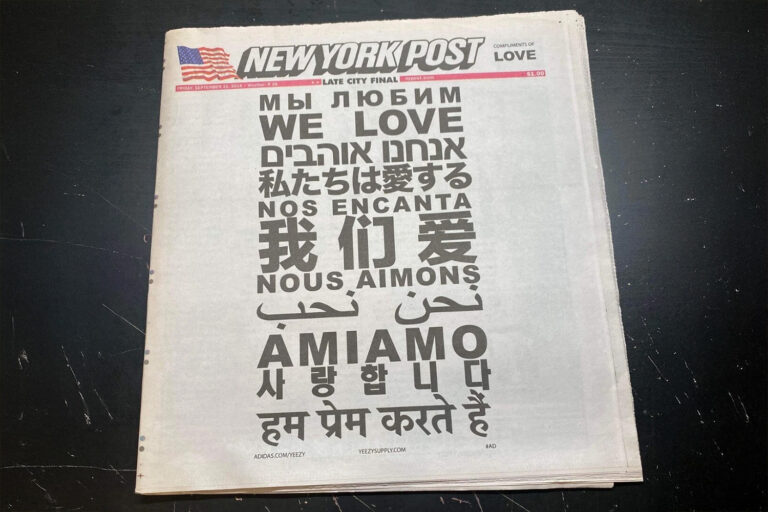 NEW YORK POST
COMPLIMENTS OF
LOVE
LATE CITY FINAL
nypost.com
$1.00
МЫ ЛЮБИМ
WE LOVE
אנחנו אוהבים
私たちは愛する
NOS ENCANTA
我们爱
NOUS AIMONS
نحن نحب
AMIAMO
사랑합니다
हम प्रेम करते हैं
ADIDAS.COM/YEEZY
YEEZYSUPPLY.COM
#AD